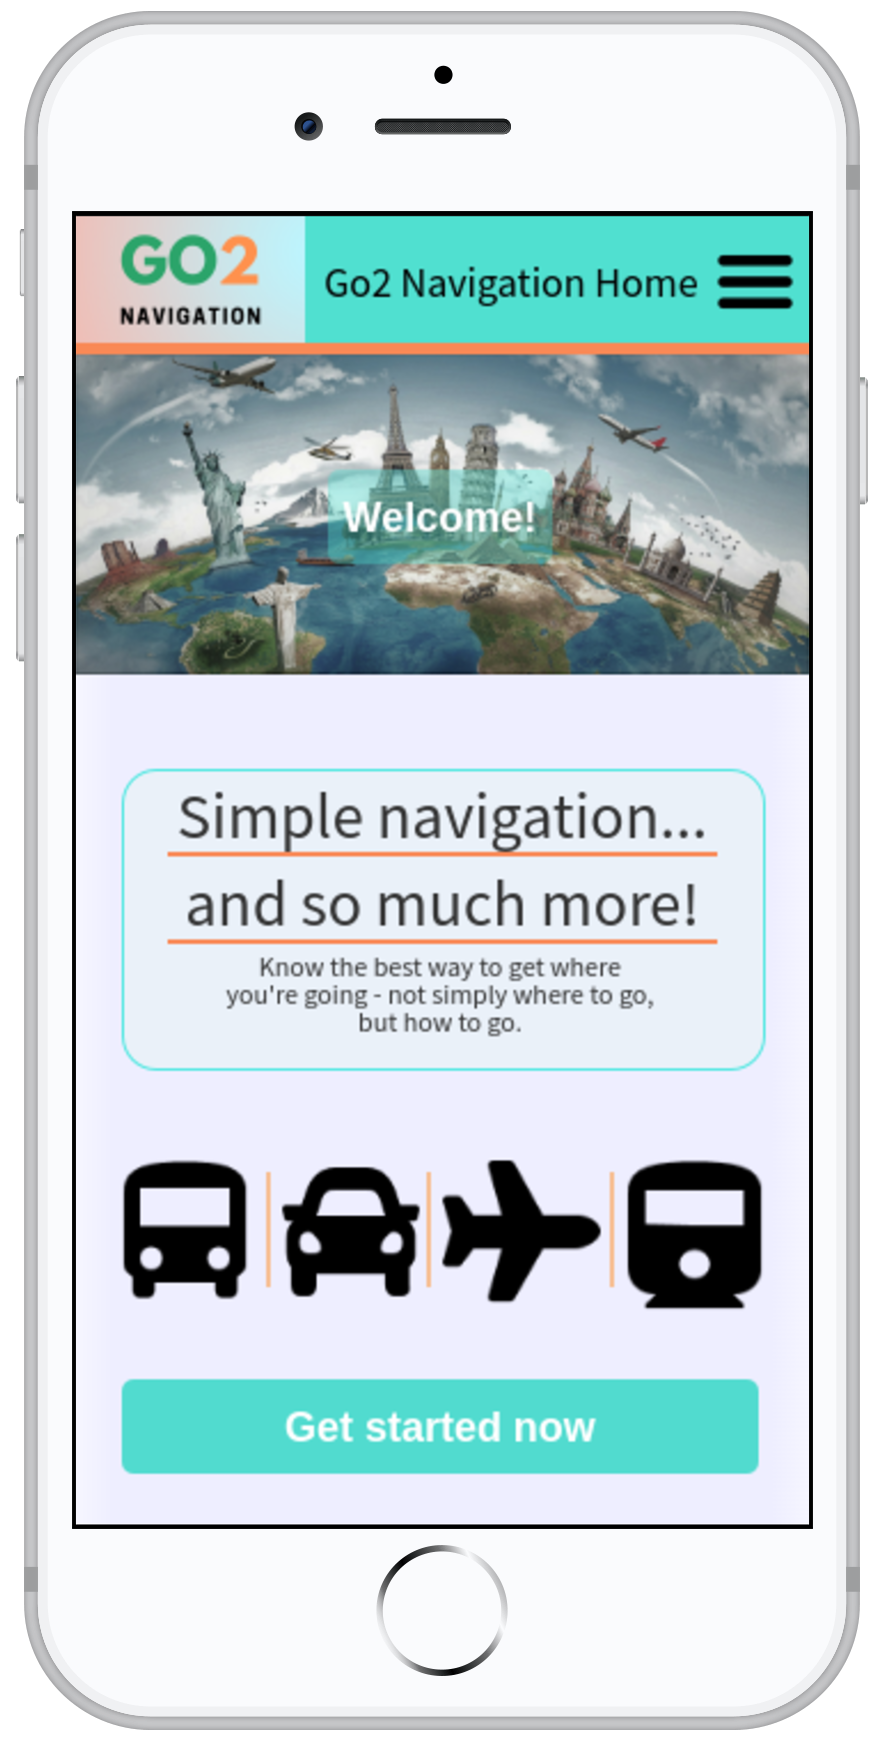 GO2
NAVIGATION
Go2 Navigation Home
Welcome!
Simple navigation...
and so much more!
Know the best way to get where
you're going - not simply where to go,
but how to go.
Get started now